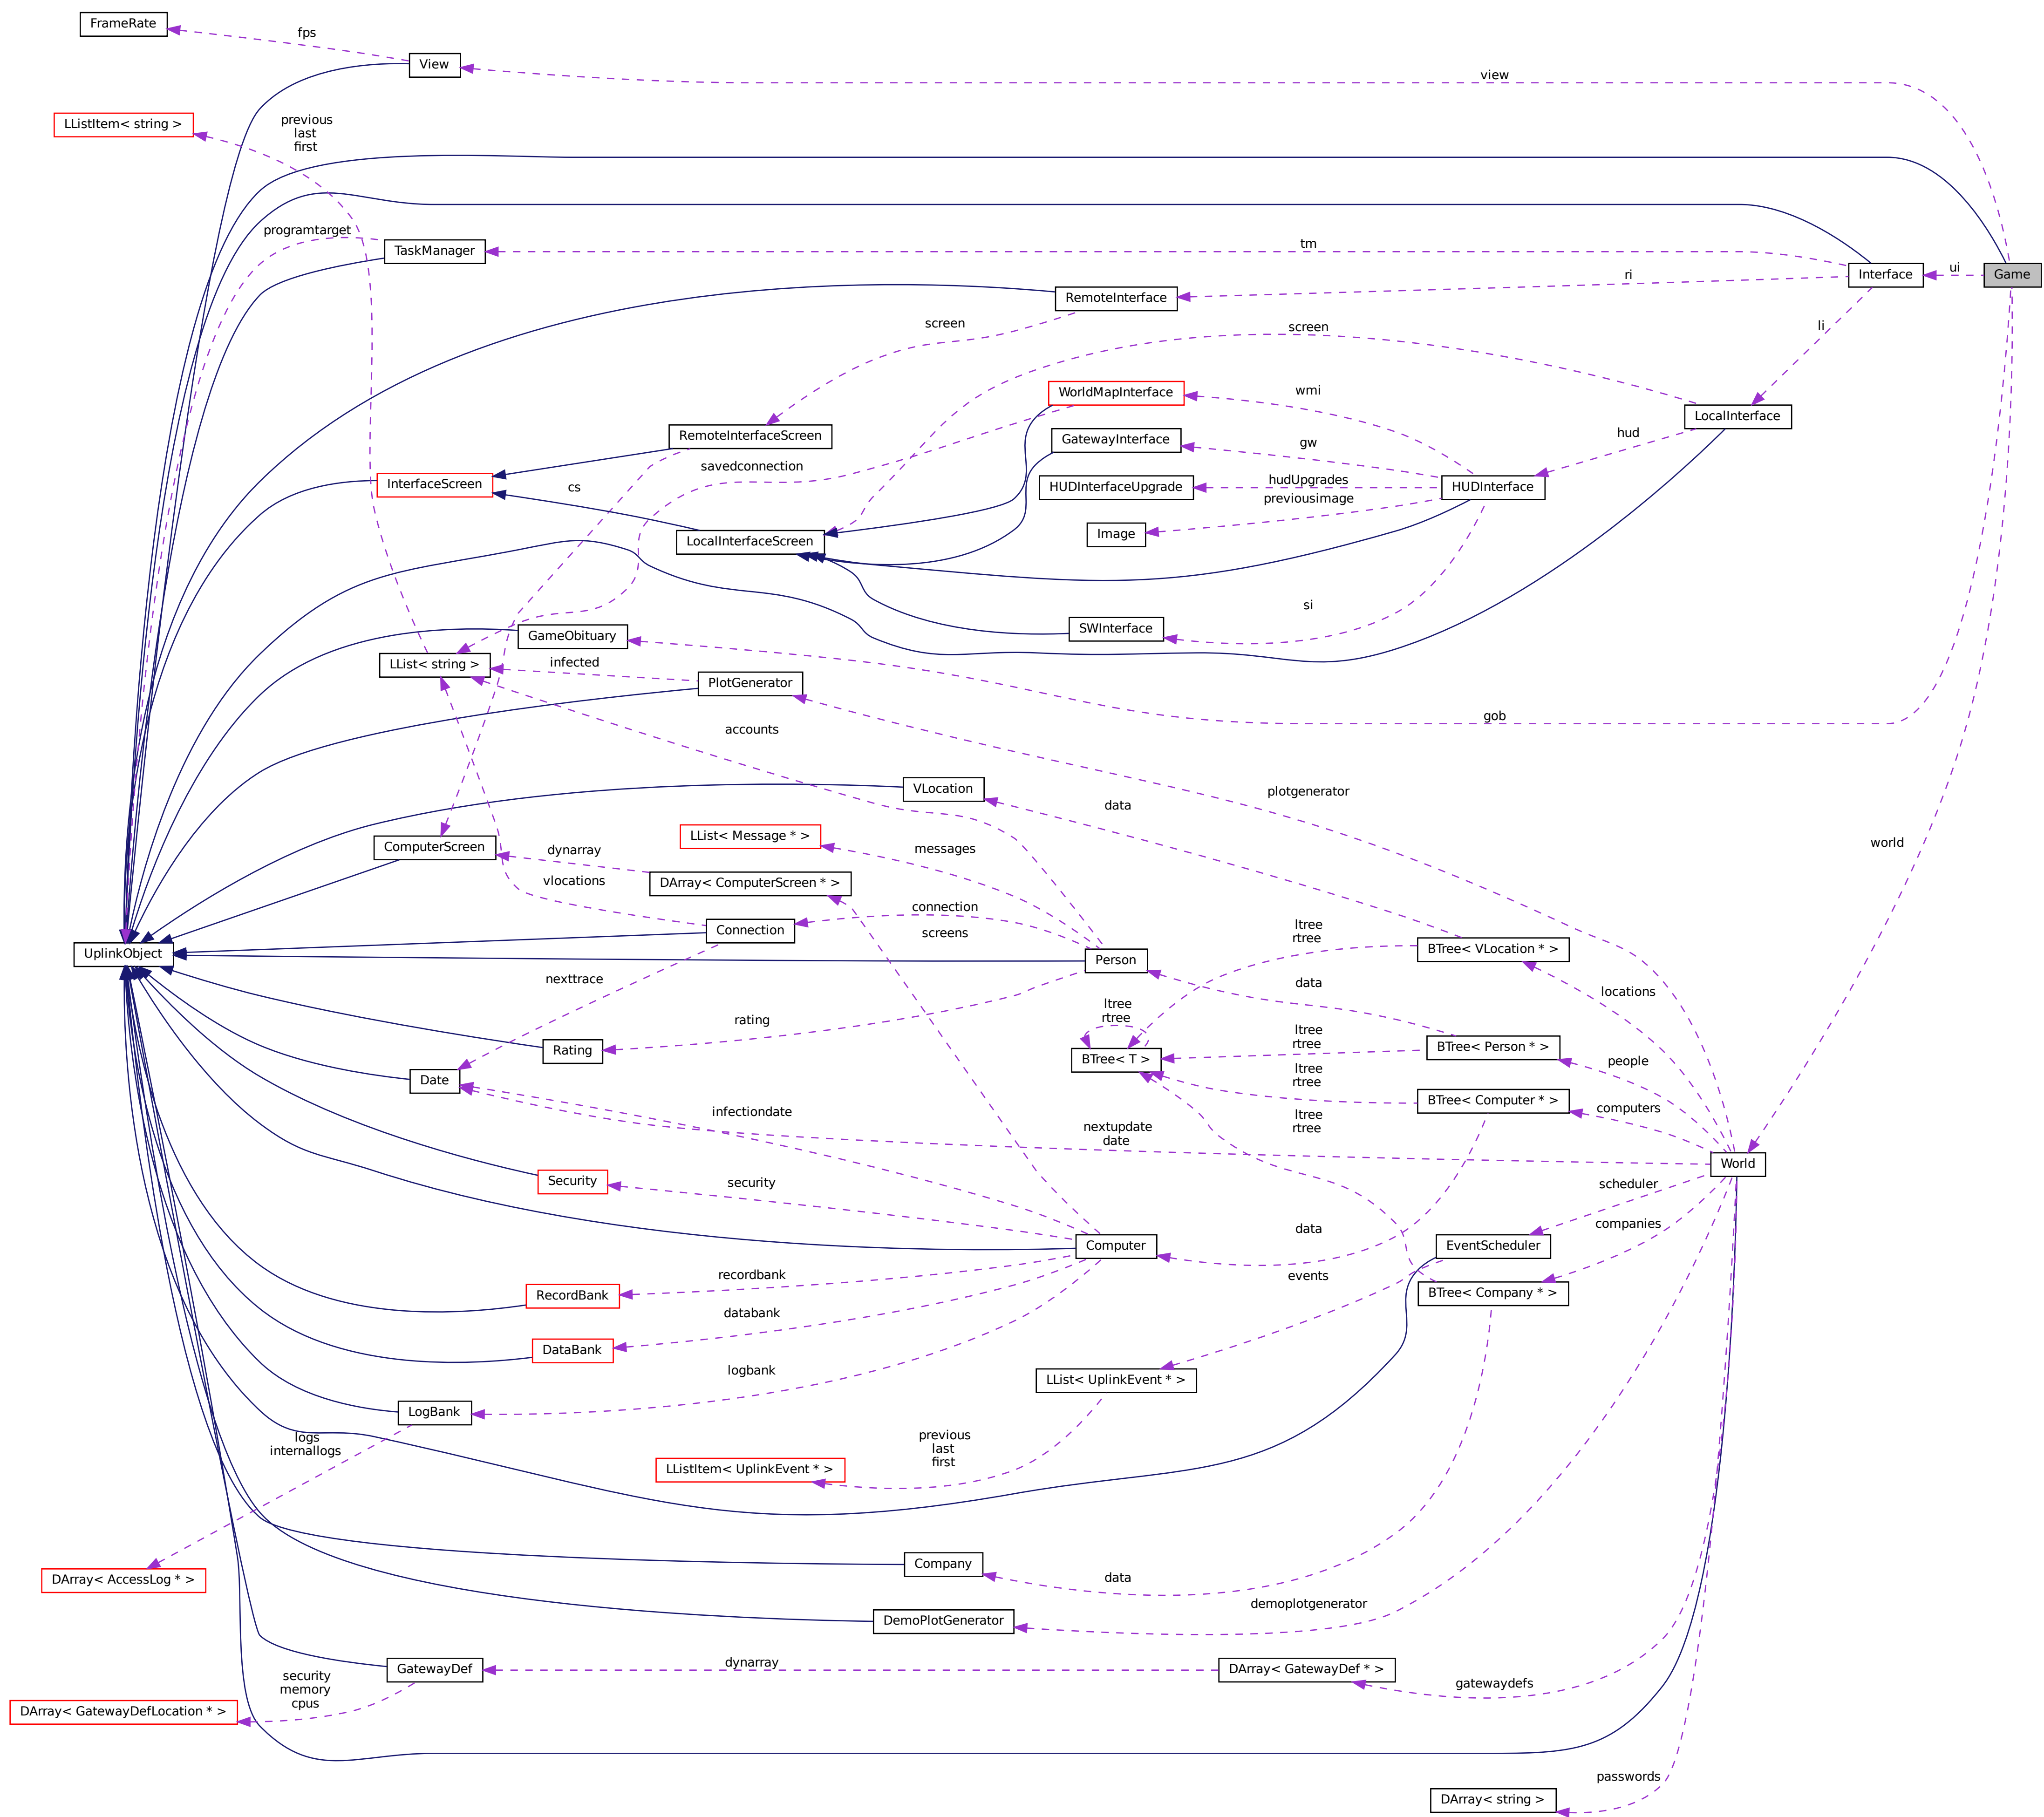 FrameRate
fps
View
view
LListItem< string >
previous
last
first
programtarget
TaskManager
tm
Interface
ui
Game
ri
RemoteInterface
screen
screen
li
WorldMapInterface
wmi
LocalInterface
RemoteInterfaceScreen
GatewayInterface
gw
hud
savedconnection
InterfaceScreen
cs
HUDInterfaceUpgrade
hudUpgrades
previousimage
HUDInterface
LocalInterfaceScreen
Image
si
SWInterface
GameObituary
LList< string >
infected
PlotGenerator
gob
accounts
VLocation
data
plotgenerator
ComputerScreen
dynarray
LList< Message * >
messages
world
vlocations
DArray< ComputerScreen * >
connection
Connection
screens
ltree
rtree
BTree< VLocation * >
UplinkObject
Person
nexttrace
data
locations
rating
ltree
rtree
ltree
rtree
BTree< Person * >
Rating
BTree< T >
people
Date
ltree
rtree
BTree< Computer * >
computers
infectiondate
nextupdate
date
ltree
rtree
World
Security
security
scheduler
companies
data
Computer
EventScheduler
recordbank
events
RecordBank
BTree< Company * >
databank
DataBank
logbank
LList< UplinkEvent * >
LogBank
logs
internallogs
previous
last
first
LListItem< UplinkEvent * >
Company
data
DArray< AccessLog * >
demoplotgenerator
DemoPlotGenerator
GatewayDef
dynarray
DArray< GatewayDef * >
gatewaydefs
security
memory
cpus
DArray< GatewayDefLocation * >
passwords
DArray< string >